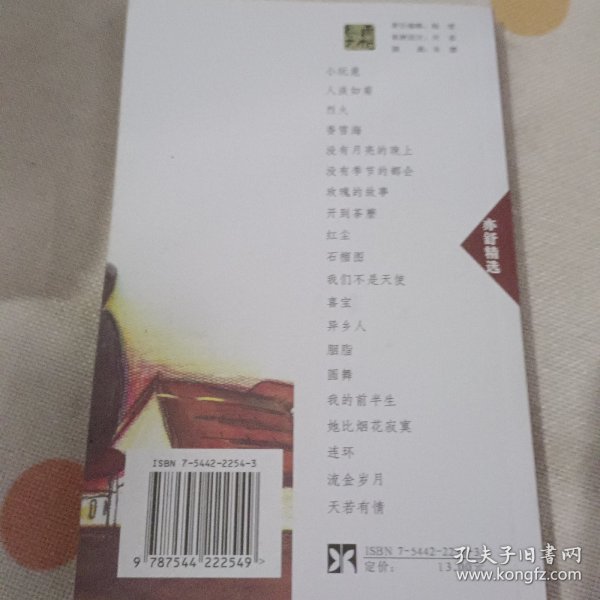 小玩意
人淡如菊
烈火
香雪海
没有月亮的晚上
没有季节的都会
玫瑰的故事
开到荼蘼
红尘
石榴图
我们不是天使
喜宝
异乡人
胭脂
圆舞
我的前半生
她比烟花寂寞
连环
流金岁月
天若有情
亦舒精选
ISBN 7-5442-2254-3
9 787544 222549 >
ISBN 7-5442-22
定价: 13.
孔夫子旧书网
www.kongfz.com